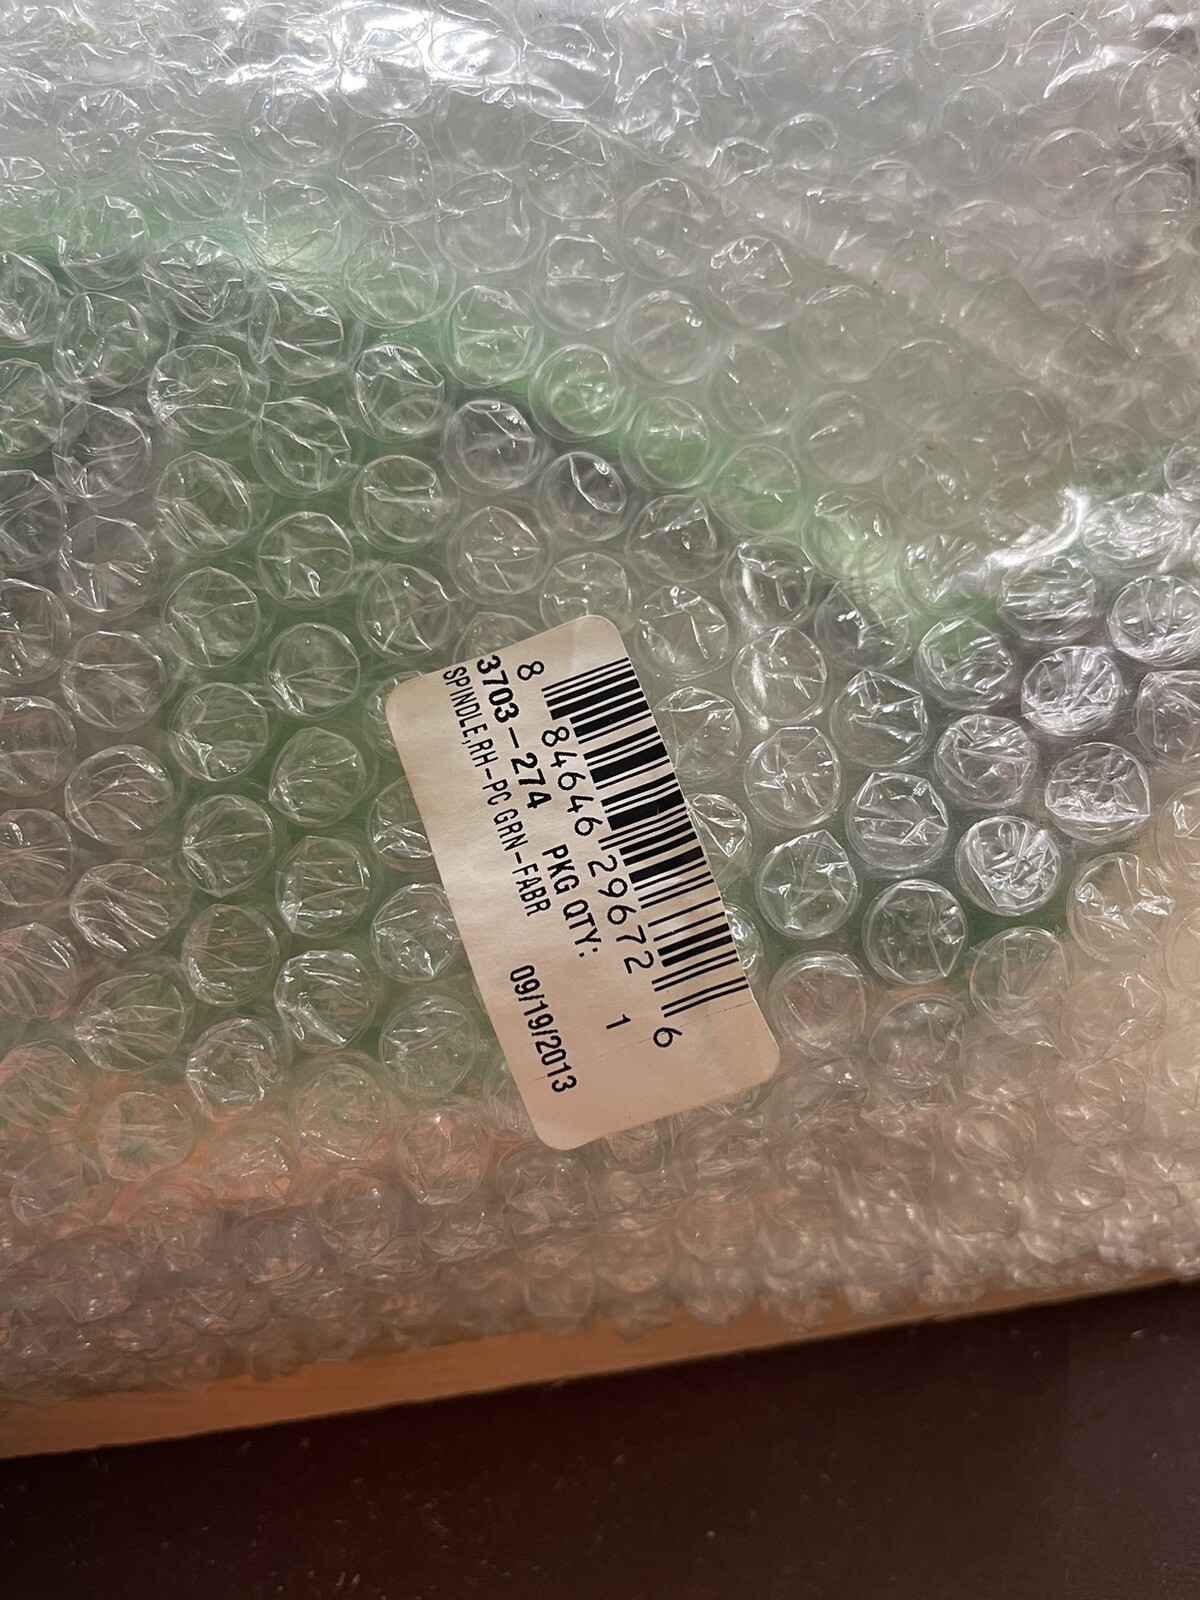 8 84646 29672 6
3703-274 PKG QTY: 1
SPINDLE,RH-PC GRN-FABR 09/19/2013